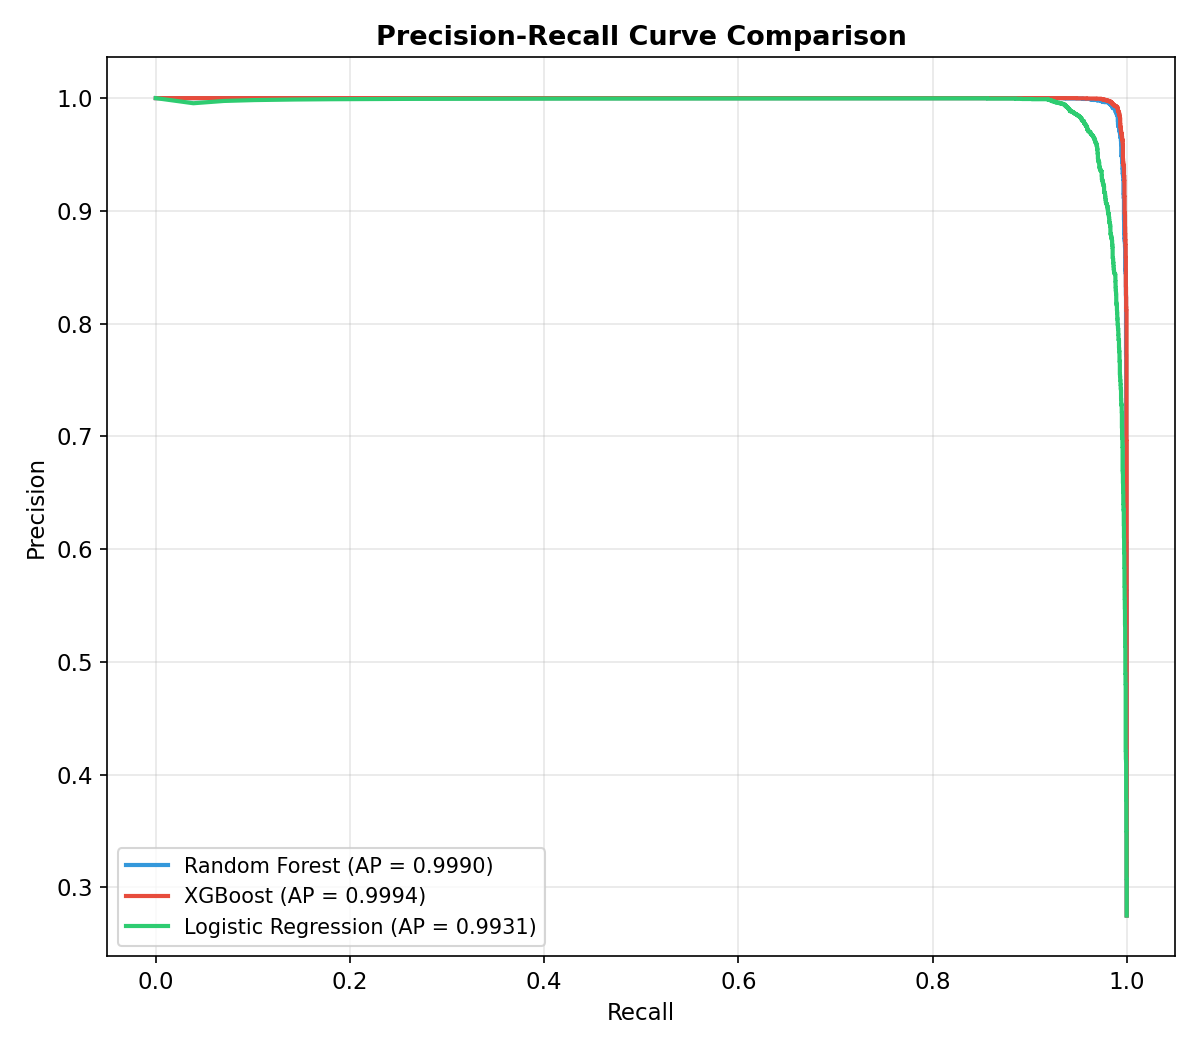 Precision-Recall Curve Comparison
1.0
0.9
0.8
0.7
0.6
0.5
0.4
0.3
Precision
Random Forest (AP = 0.9990)
XGBoost (AP = 0.9994)
Logistic Regression (AP = 0.9931)
0.0 0.2 0.4 0.6 0.8 1.0
Recall